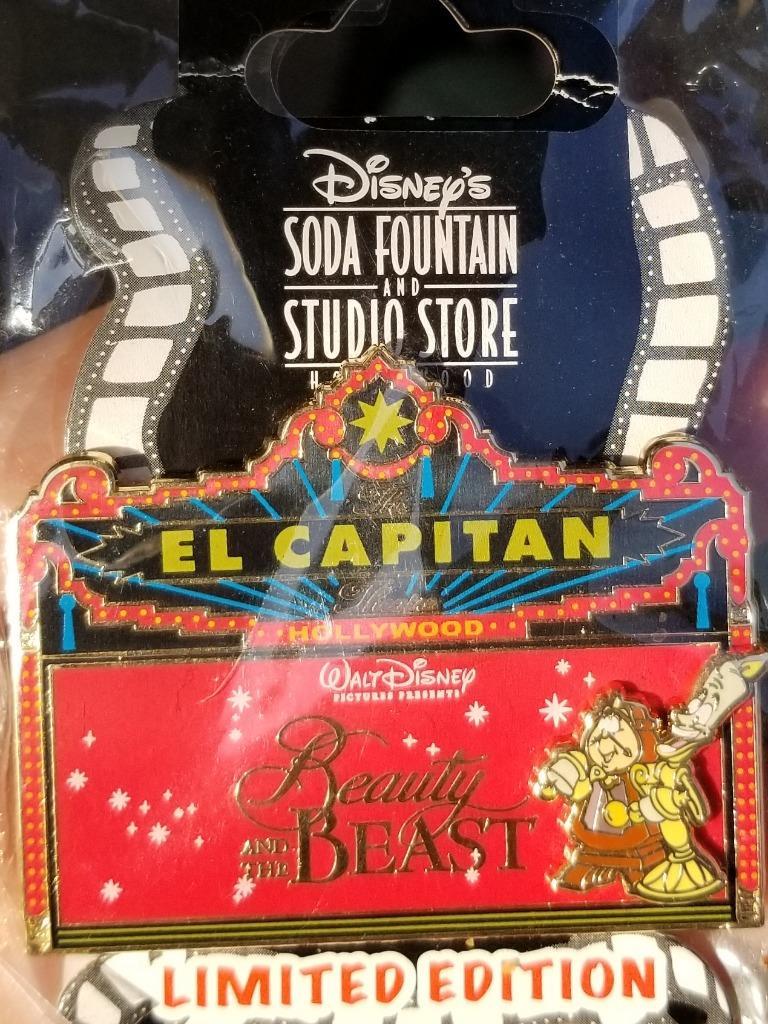 Disney's
SODA FOUNTAIN
AND
STUDIO STORE
The
EL CAPITAN
HOLLYWOOD
WALT DISNEY
PICTURES PRESENTS
Beauty
AND THE BEAST
LIMITED EDITION